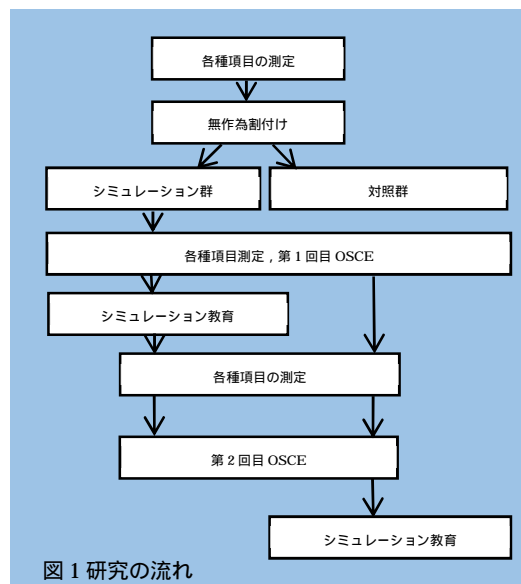 各種項目の測定
無作為割付け
シミュレーション群
対照群
各種項目測定，第１回目 OSCE
シミュレーション教育
各種項目の測定
第２回目 OSCE
シミュレーション教育
図 1 研究の流れ